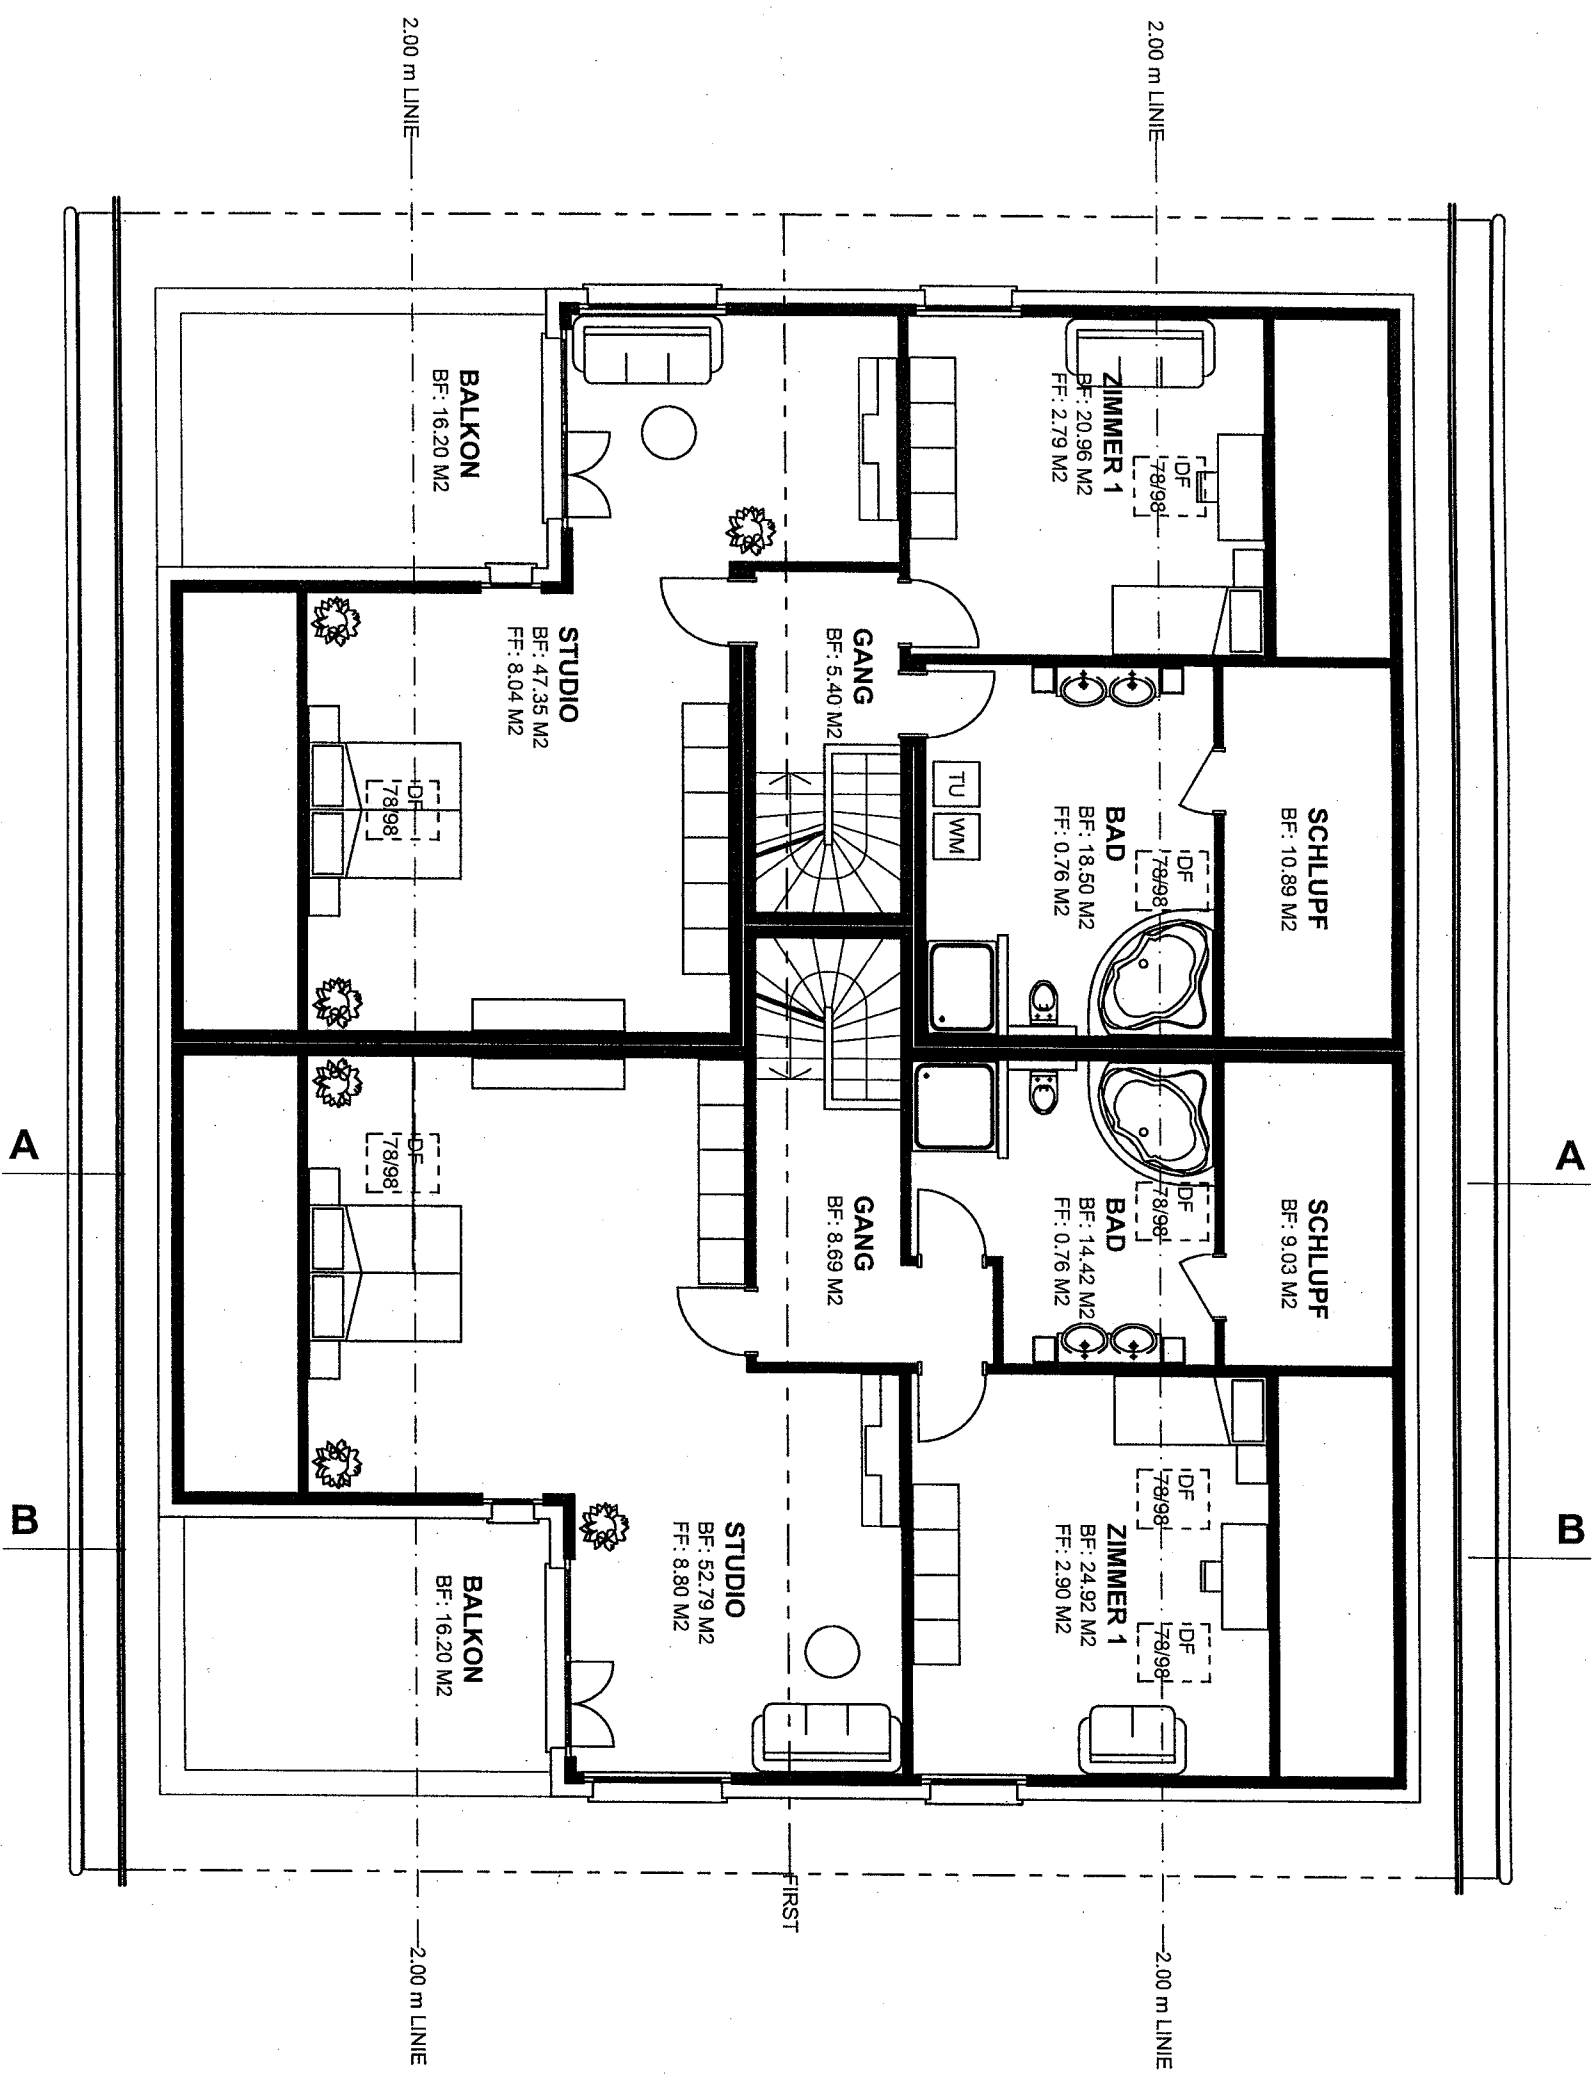 2.00 m LINIE
2.00 m LINIE
BALKON
BF: 16.20 M2
ZIMMER 1
BF: 20.96 M2
FF: 2.79 M2
DF
78/98
STUDIO
BF: 47.35 M2
FF: 8.04 M2
GANG
BF: 5.40 M2
DF
78/98
TU
WM
BAD
BF: 18.50 M2
FF: 0.76 M2
DF
78/98
SCHLUPF
BF: 10.89 M2
A
A
DF
78/98
GANG
BF: 8.69 M2
BAD
BF: 14.42 M2
FF: 0.76 M2
DF
78/98
SCHLUPF
BF: 9.03 M2
B
B
BALKON
BF: 16.20 M2
STUDIO
BF: 52.79 M2
FF: 8.80 M2
ZIMMER 1
BF: 24.92 M2
FF: 2.90 M2
DF
78/98
DF
78/98
FIRST
2.00 m LINIE
2.00 m LINIE